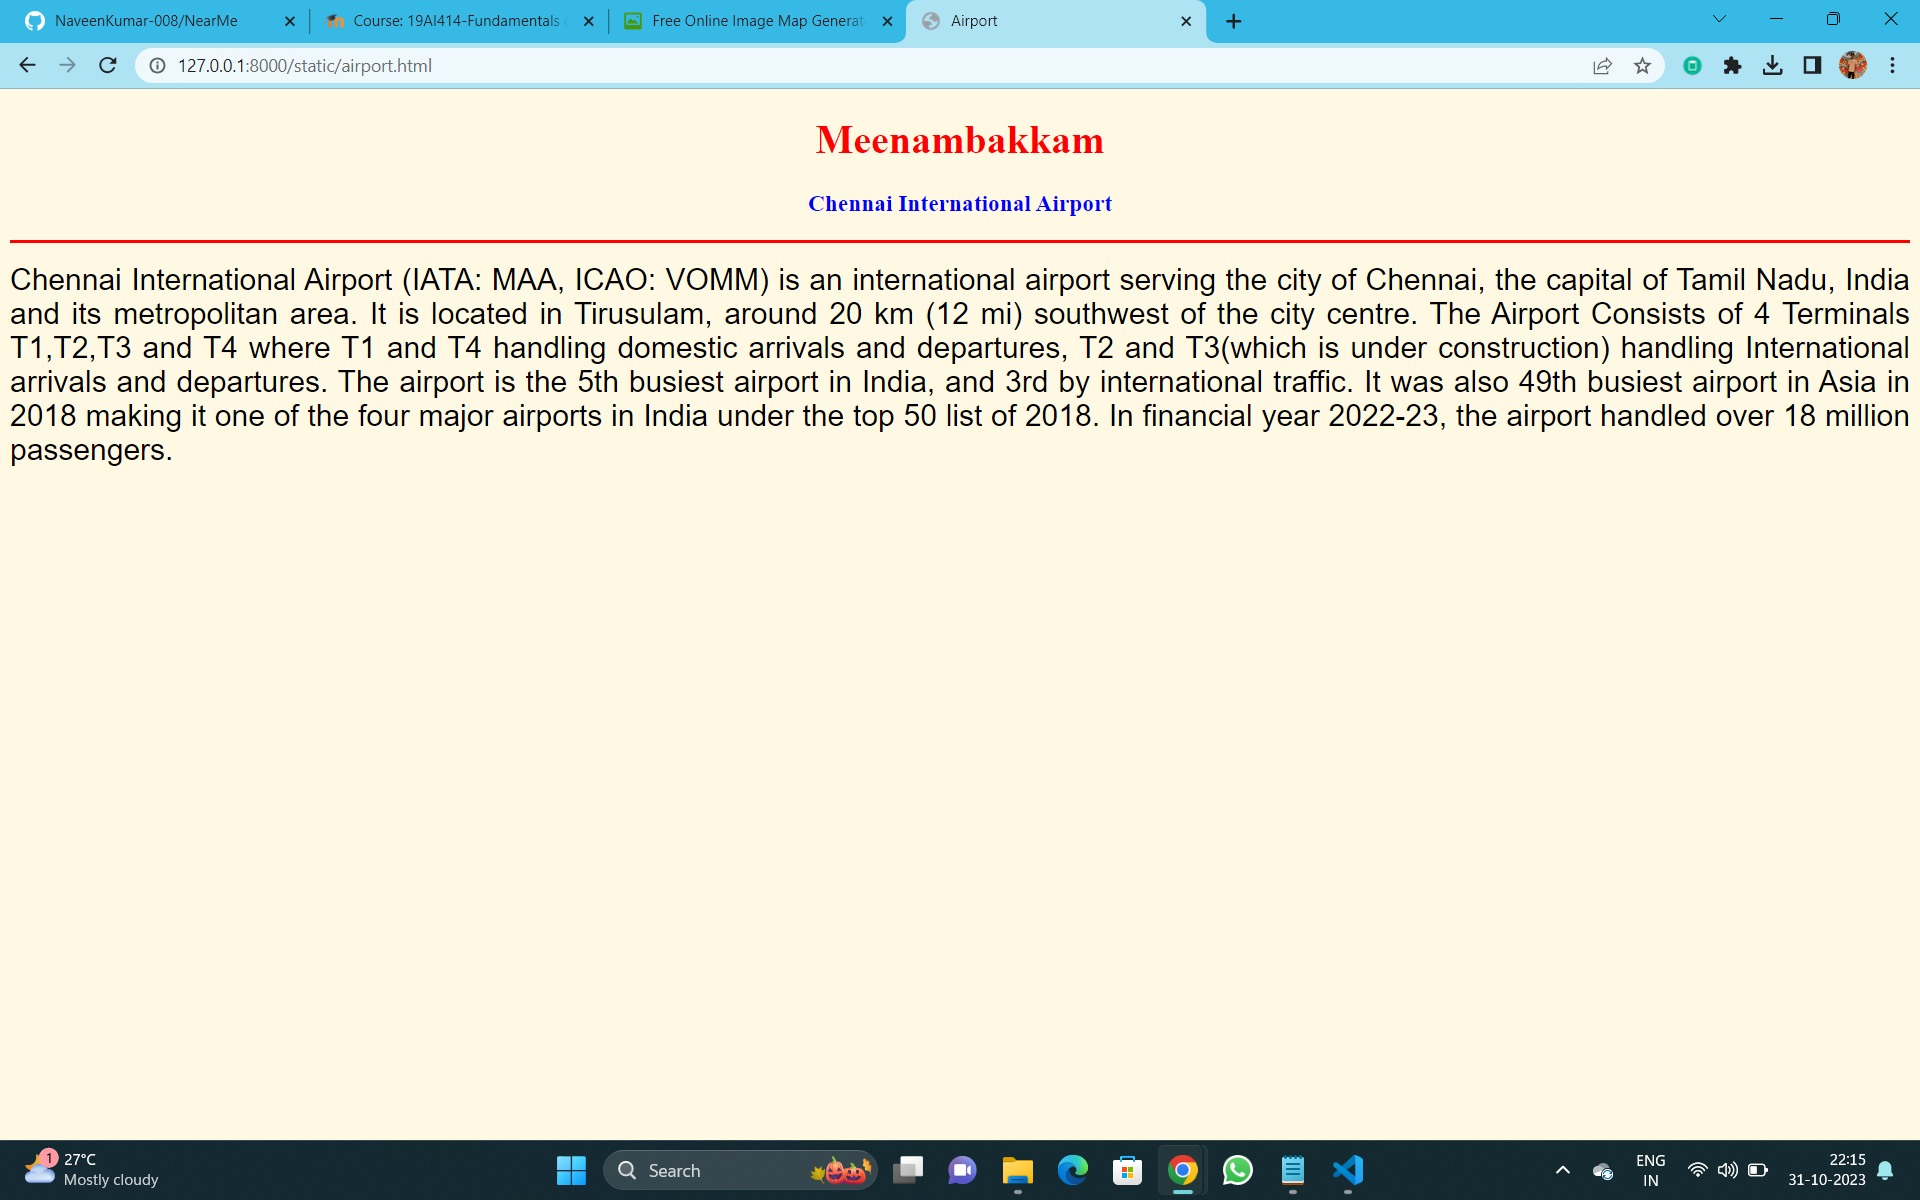 NaveenKumar-008/NearMe
Course: 19AI414-Fundamentals
Free Online Image Map Generat
Airport
127.0.0.1:8000/static/airport.html
Meenambakkam
Chennai International Airport
Chennai International Airport (IATA: MAA, ICAO: VOMM) is an international airport serving the city of Chennai, the capital of Tamil Nadu, India
and its metropolitan area. It is located in Tirusulam, around 20 km (12 mi) southwest of the city centre. The Airport Consists of 4 Terminals
T1,T2,T3 and T4 where T1 and T4 handling domestic arrivals and departures, T2 and T3(which is under construction) handling International
arrivals and departures. The airport is the 5th busiest airport in India, and 3rd by international traffic. It was also 49th busiest airport in Asia in
2018 making it one of the four major airports in India under the top 50 list of 2018. In financial year 2022-23, the airport handled over 18 million
passengers.
1
27°C
Mostly cloudy
Search
ENG
IN
22:15
31-10-2023